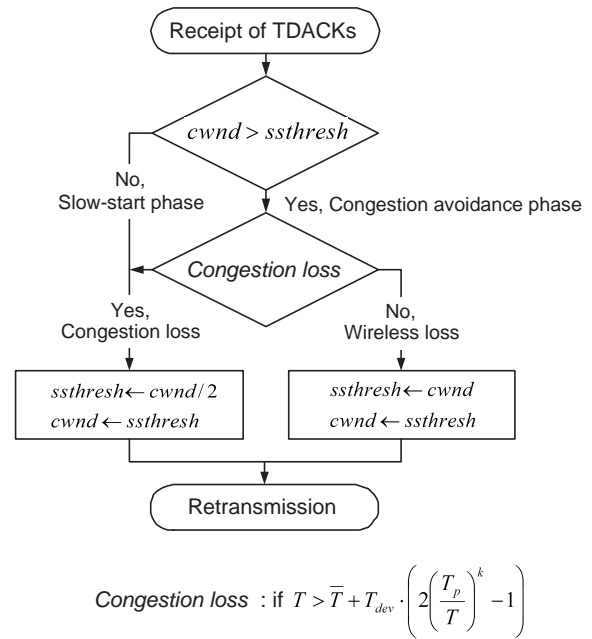 Receipt of TDACKs
cwnd > ssthresh
No,
Slow-start phase
Yes, Congestion avoidance phase
Congestion loss
Yes,
Congestion loss
No,
Wireless loss
ssthresh ← cwnd / 2
cwnd ← ssthresh
ssthresh ← cwnd
cwnd ← ssthresh
Retransmission
Congestion loss : if T > T̅ + T_dev · ( 2 ( T_p / T )^k − 1 )